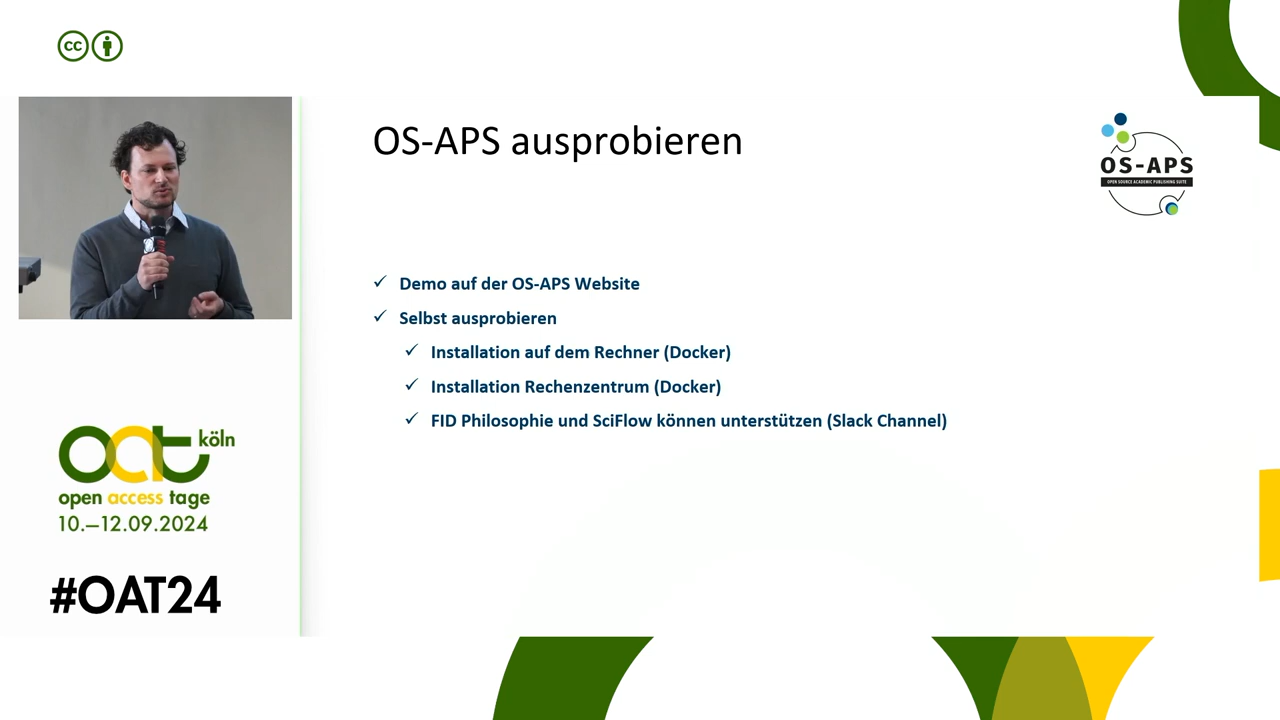 cc
OS-APS ausprobieren
OS-APS
OPEN SOURCE ACADEMIC PUBLISHING SUITE
✓ Demo auf der OS-APS Website
✓ Selbst ausprobieren
✓ Installation auf dem Rechner (Docker)
✓ Installation Rechenzentrum (Docker)
✓ FID Philosophie und SciFlow können unterstützen (Slack Channel)
oat köln
open access tage
10.–12.09.2024
#OAT24